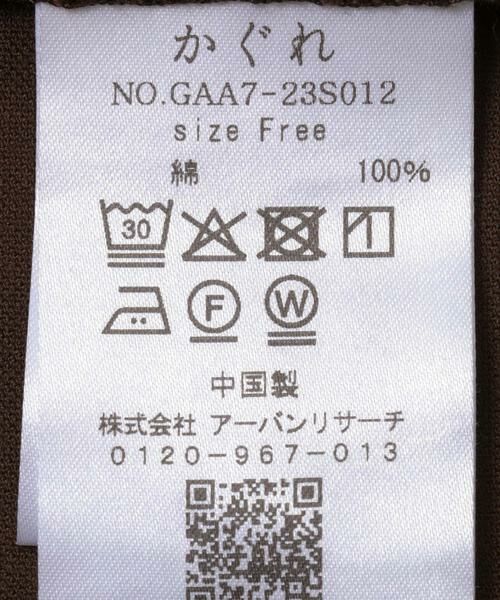 かぐれ
NO.GAA7-23S012
size Free
綿 100%
30
F W
中国製
株式会社 アーバンリサーチ
0120-967-013